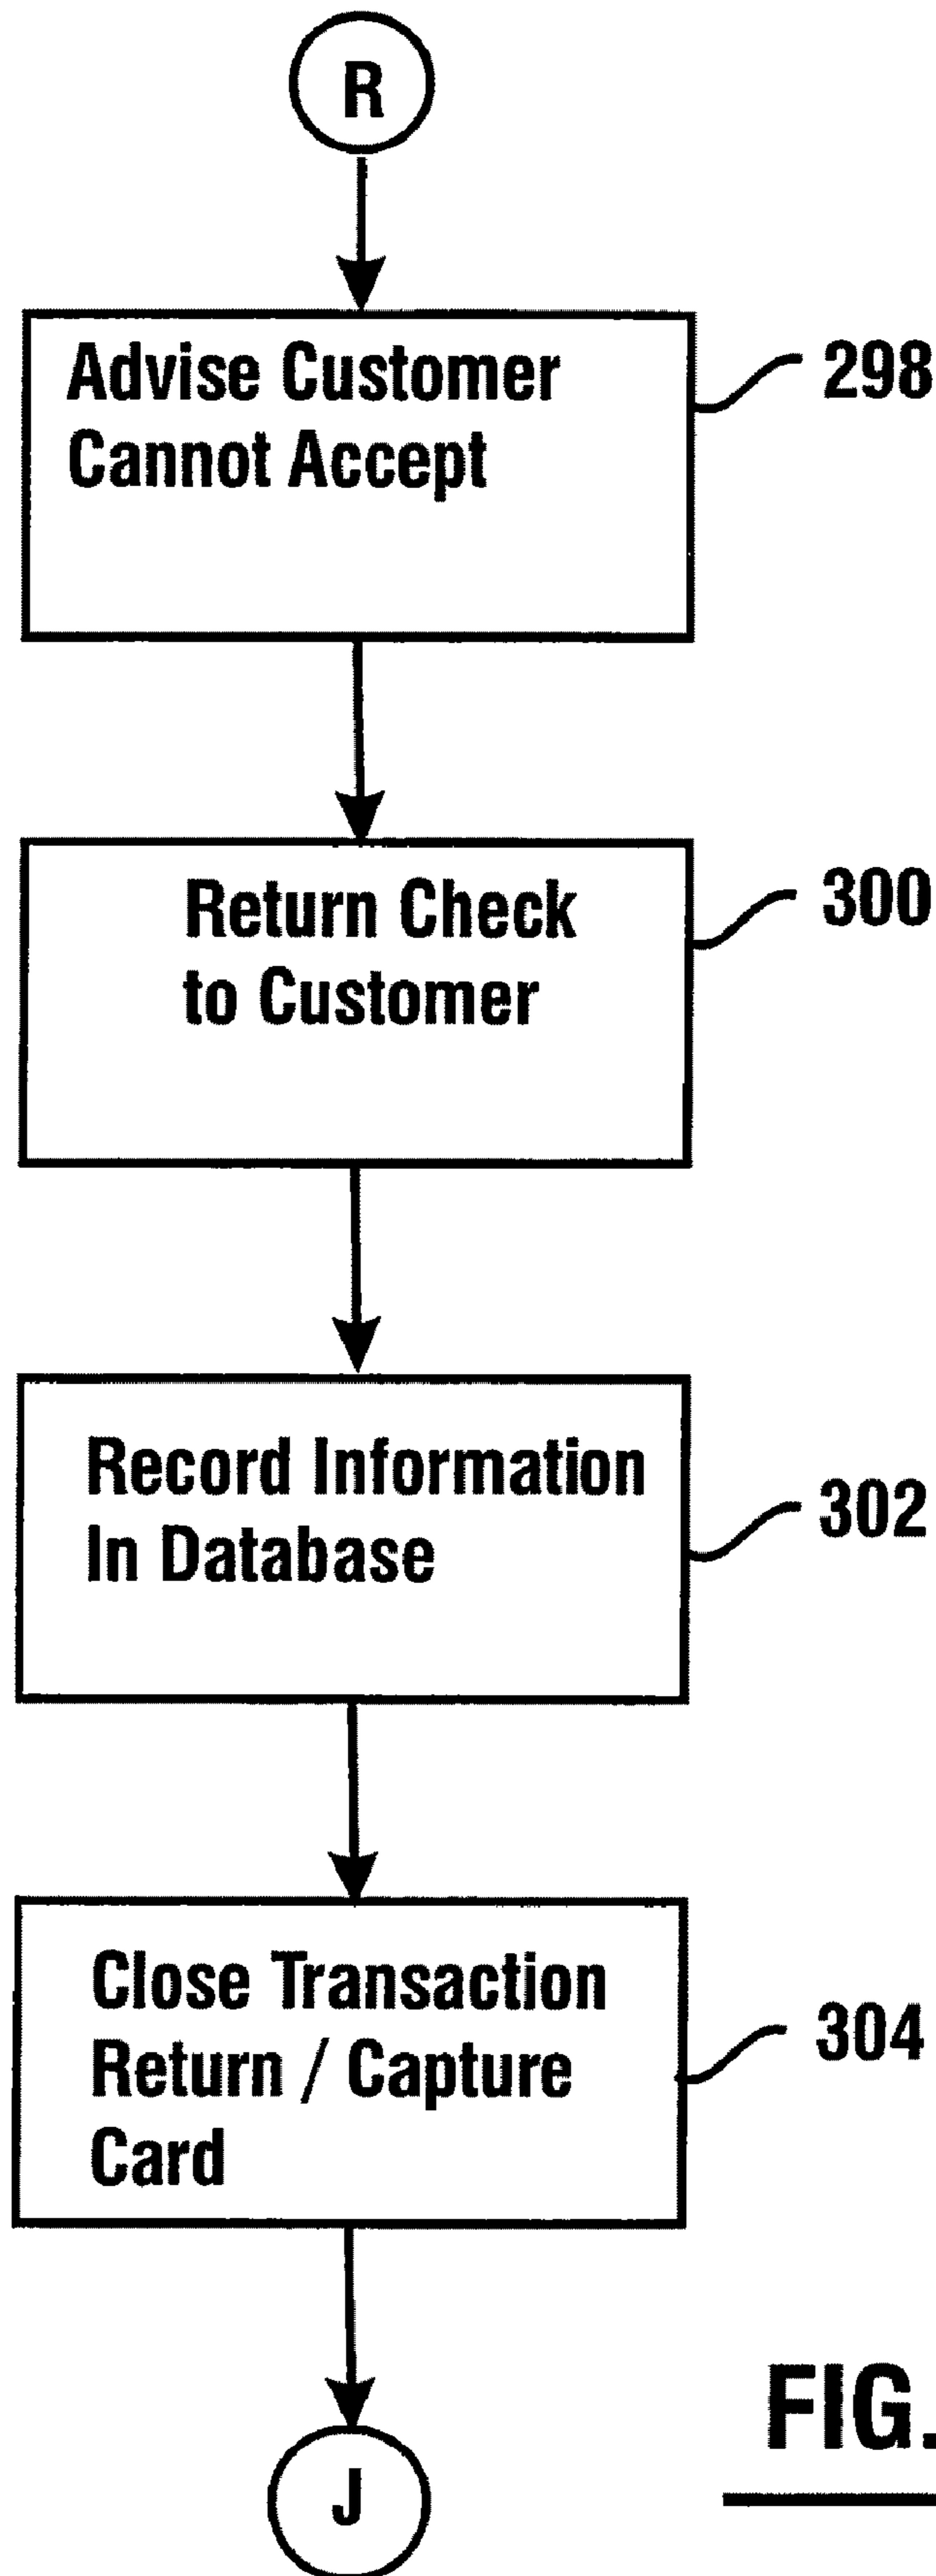 R
Advise Customer
Cannot Accept
298
Return Check
to Customer
300
Record Information
In Database
302
Close Transaction
Return / Capture
Card
304
J
FIG.